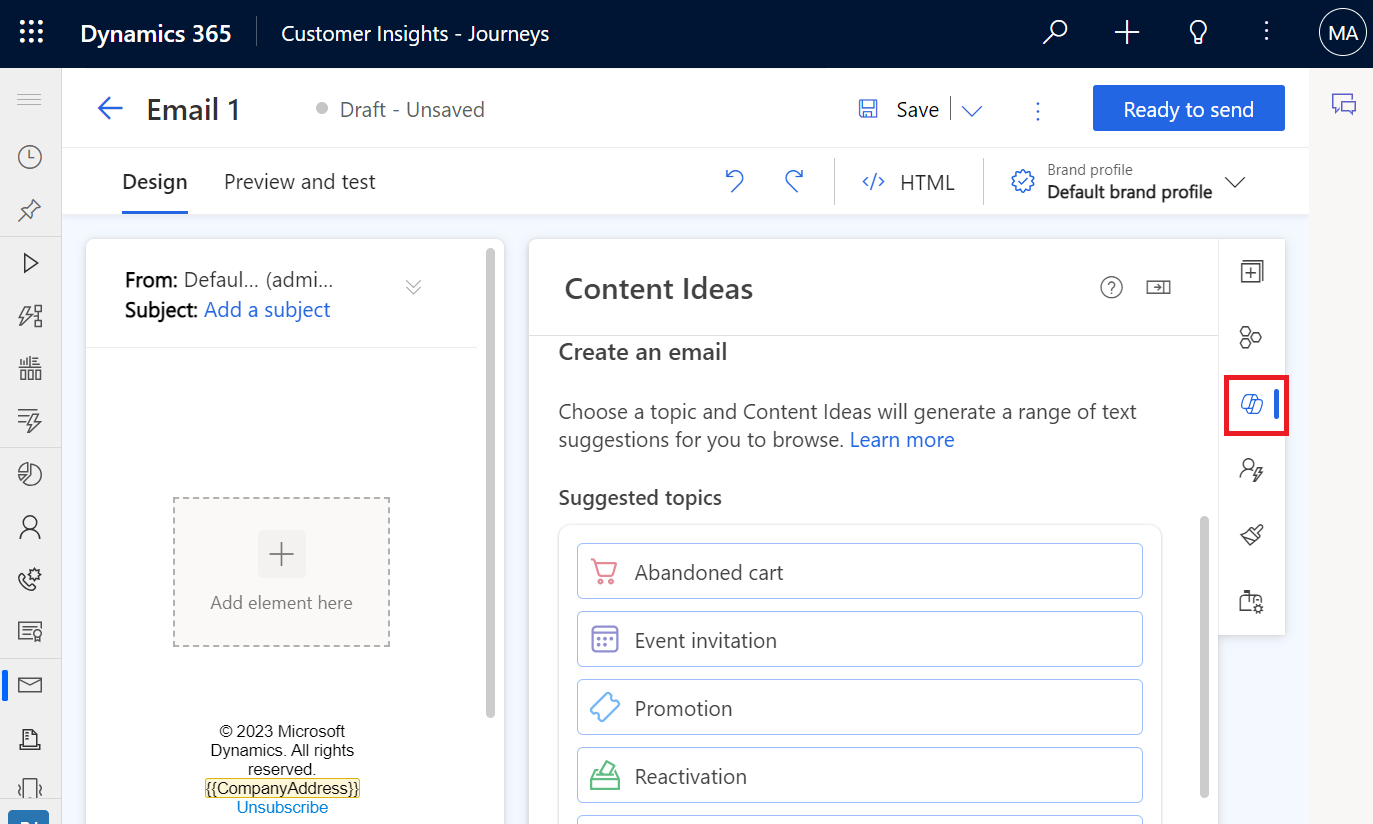 Dynamics 365
Customer Insights - Journeys
MA
Email 1
Draft - Unsaved
Save
Ready to send
Design
Preview and test
</> HTML
Brand profile
Default brand profile
From: Defaul... (admi...
Subject: Add a subject
Add element here
© 2023 Microsoft
Dynamics. All rights
reserved.
{{CompanyAddress}}
Unsubscribe
Content Ideas
Create an email
Choose a topic and Content Ideas will generate a range of text
suggestions for you to browse. Learn more
Suggested topics
Abandoned cart
Event invitation
Promotion
Reactivation